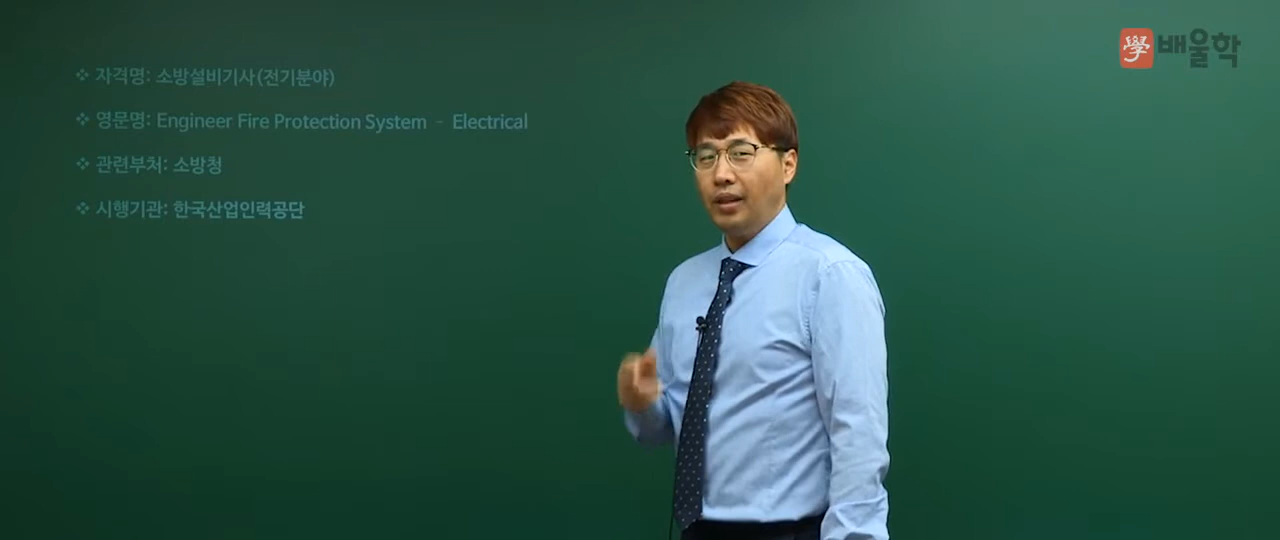 ❖ 자격명: 소방설비기사(전기분야)
❖ 영문명: Engineer Fire Protection System – Electrical
❖ 관련부처: 소방청
❖ 시행기관: 한국산업인력공단
學 배울학